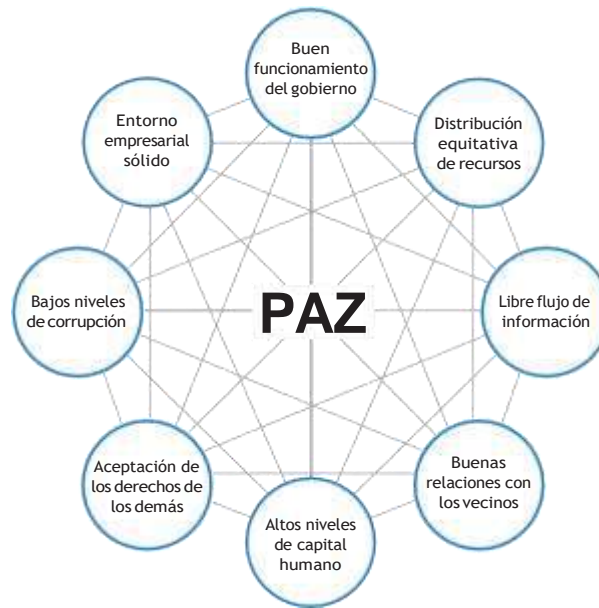 Buen
funcionamiento
del gobierno
Distribución
equitativa
de recursos
Libre flujo de
información
Buenas
relaciones con
los vecinos
Altos niveles
de capital
humano
Aceptación de
los derechos de
los demás
Bajos niveles
de corrupción
Entorno
empresarial
sólido
PAZ